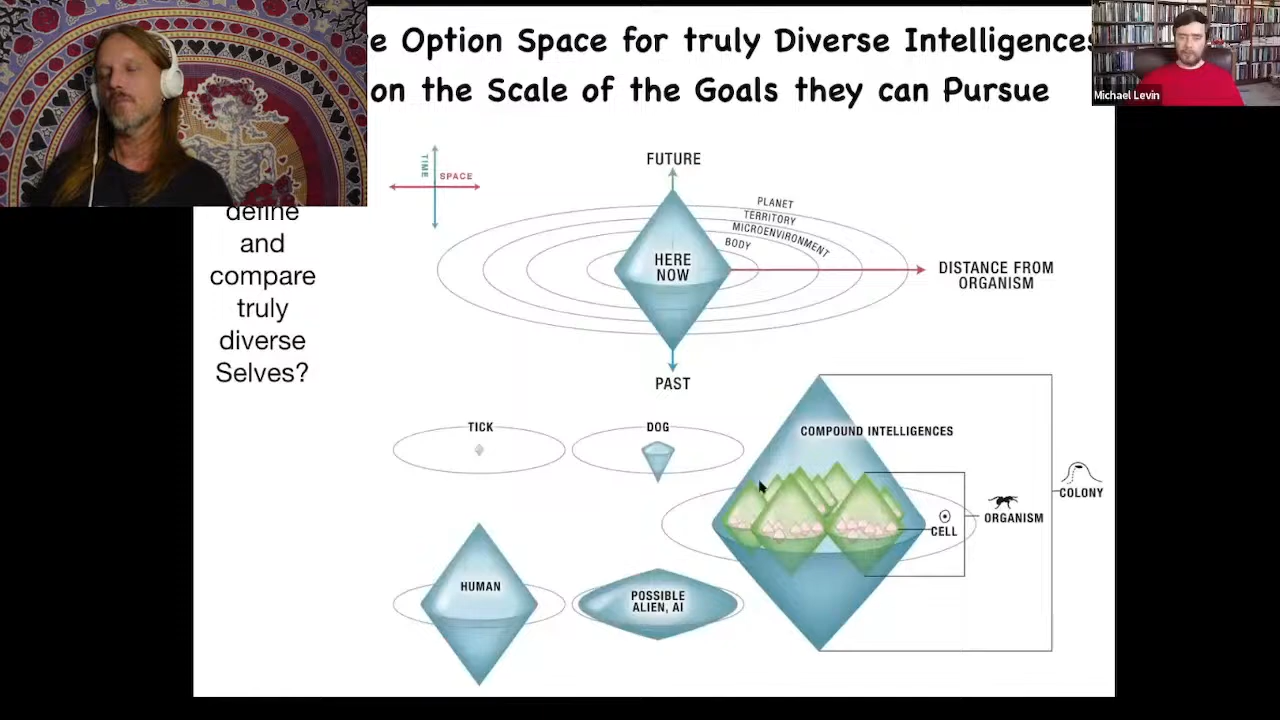 e Option Space for truly Diverse Intelligences
on the Scale of the Goals they can Pursue
Michael Levin
define
and
compare
truly
diverse
Selves?
TIME
SPACE
FUTURE
PLANET
TERRITORY
MICROENVIRONMENT
BODY
HERE
NOW
DISTANCE FROM
ORGANISM
PAST
TICK
DOG
COMPOUND INTELLIGENCES
COLONY
ORGANISM
CELL
HUMAN
POSSIBLE
ALIEN, AI